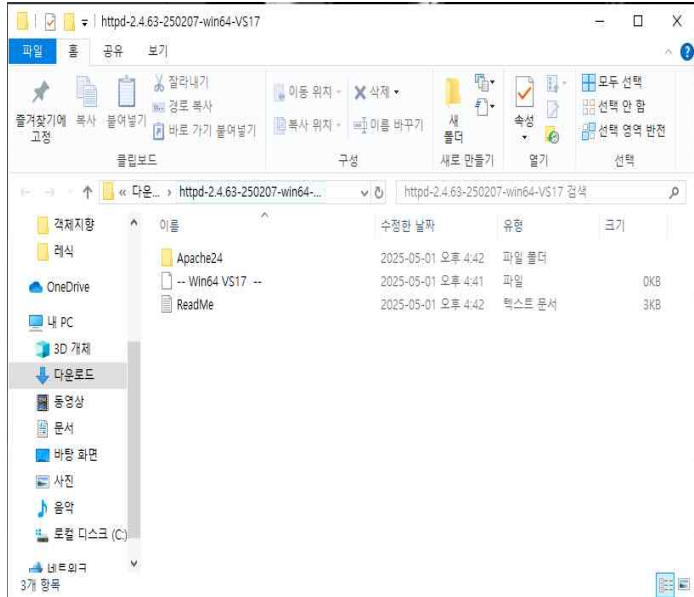 httpd-2.4.63-250207-win64-VS17
파일 홈 공유 보기
즐겨찾기에 고정
복사
붙여넣기
잘라내기
경로 복사
바로 가기 붙여넣기
클립보드
이동 위치
복사 위치
삭제
이름 바꾸기
구성
새 폴더
새로 만들기
속성
열기
모두 선택
선택 안 함
선택 영역 반전
선택
« 다운... › httpd-2.4.63-250207-win64-...
httpd-2.4.63-250207-win64-VS17 검색
객체지향
레식
OneDrive
내 PC
3D 개체
다운로드
동영상
문서
바탕 화면
사진
음악
로컬 디스크 (C:)
네트워크
이름 수정한 날짜 유형 크기
Apache24 2025-05-01 오후 4:42 파일 폴더
-- Win64 VS17 -- 2025-05-01 오후 4:41 파일 0KB
ReadMe 2025-05-01 오후 4:42 텍스트 문서 3KB
3개 항목